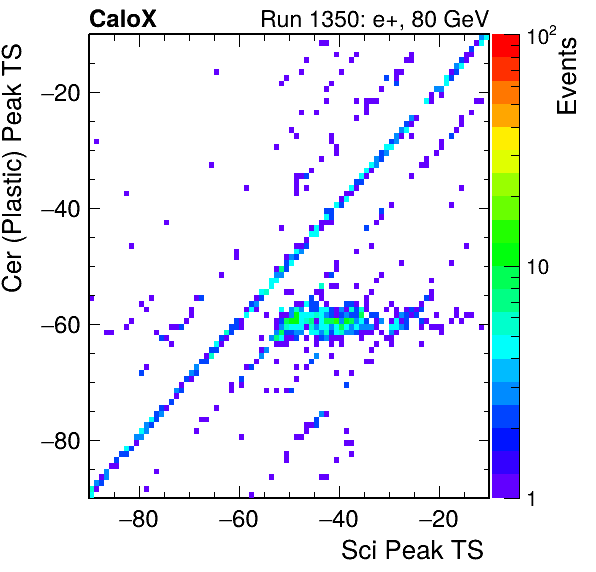 CaloX
Run 1350: e+, 80 GeV
Cer (Plastic) Peak TS
−20
−40
−60
−80
−80
−60
−40
−20
Sci Peak TS
10²
10
1
Events